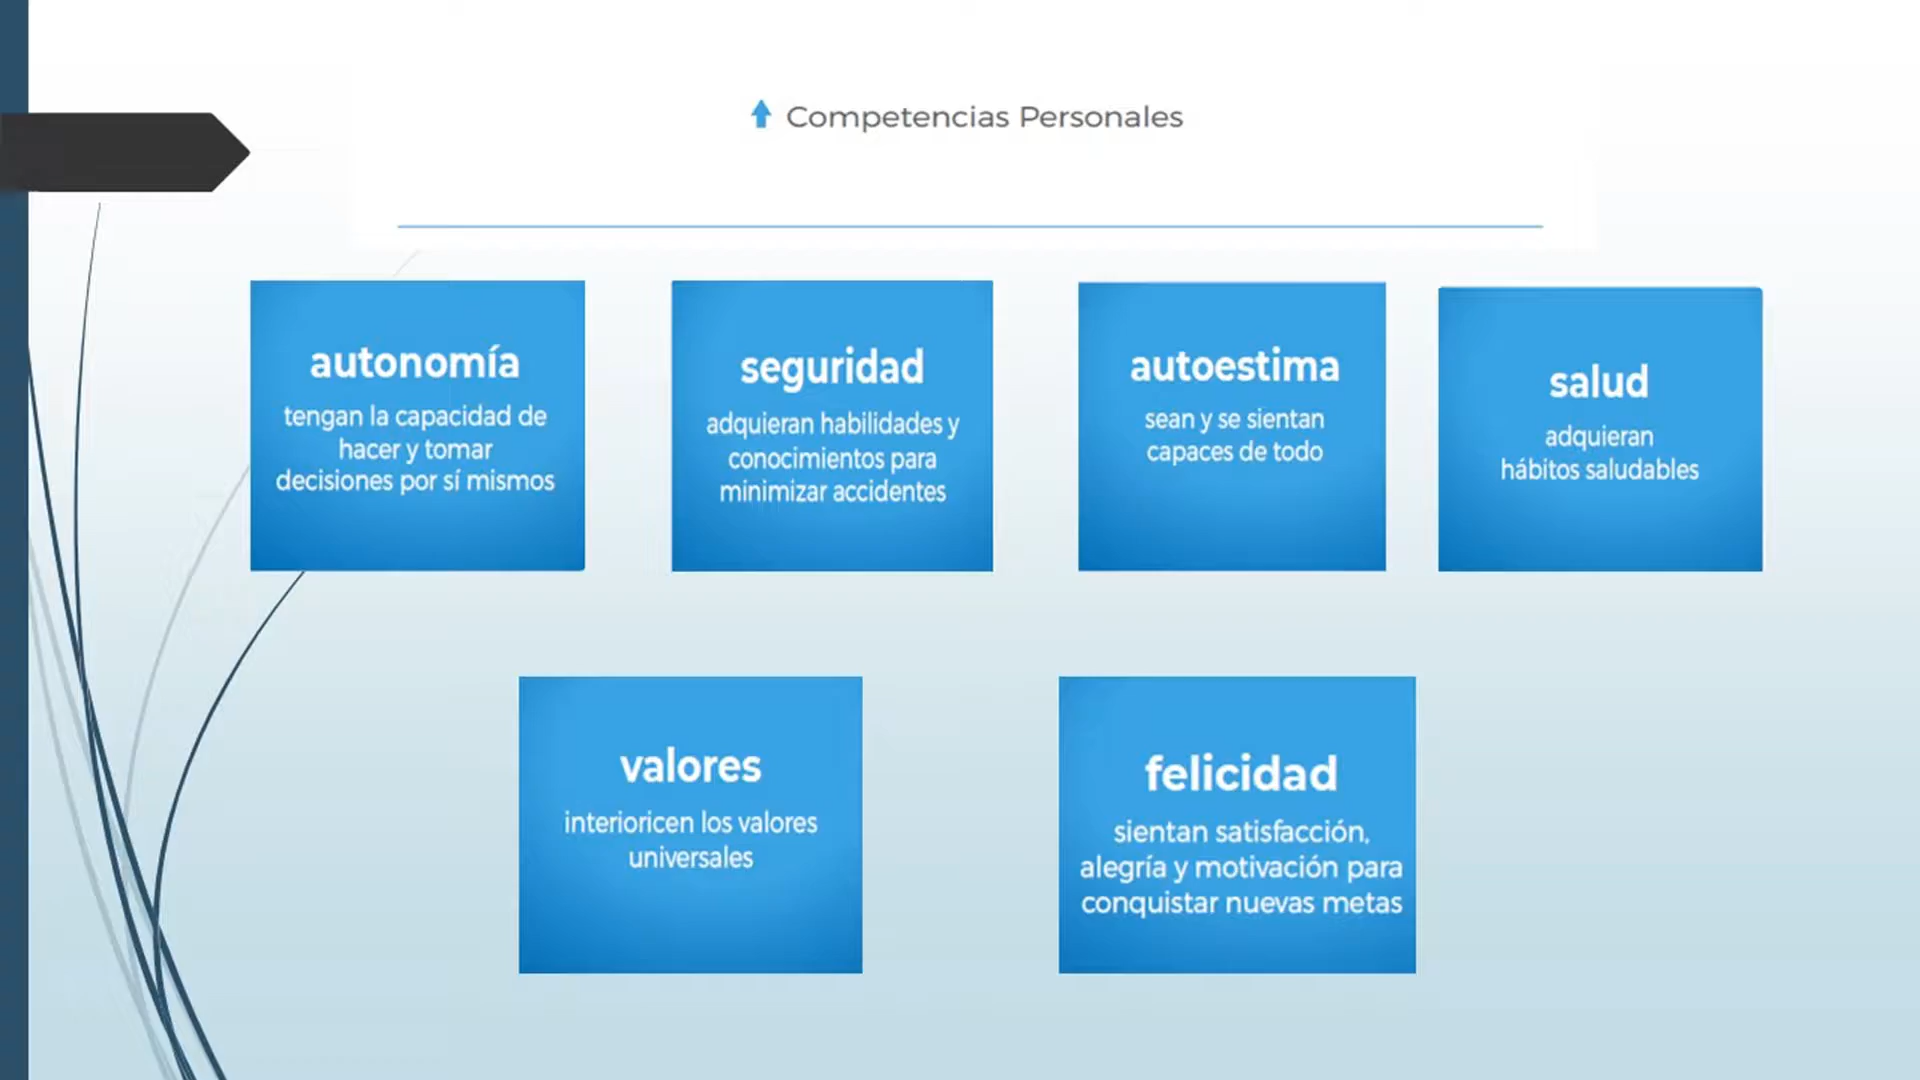 Competencias Personales
autonomía
tengan la capacidad de
hacer y tomar
decisiones por sí mismos
seguridad
adquieran habilidades y
conocimientos para
minimizar accidentes
autoestima
sean y se sientan
capaces de todo
salud
adquieran
hábitos saludables
valores
interioricen los valores
universales
felicidad
sientan satisfacción,
alegría y motivación para
conquistar nuevas metas